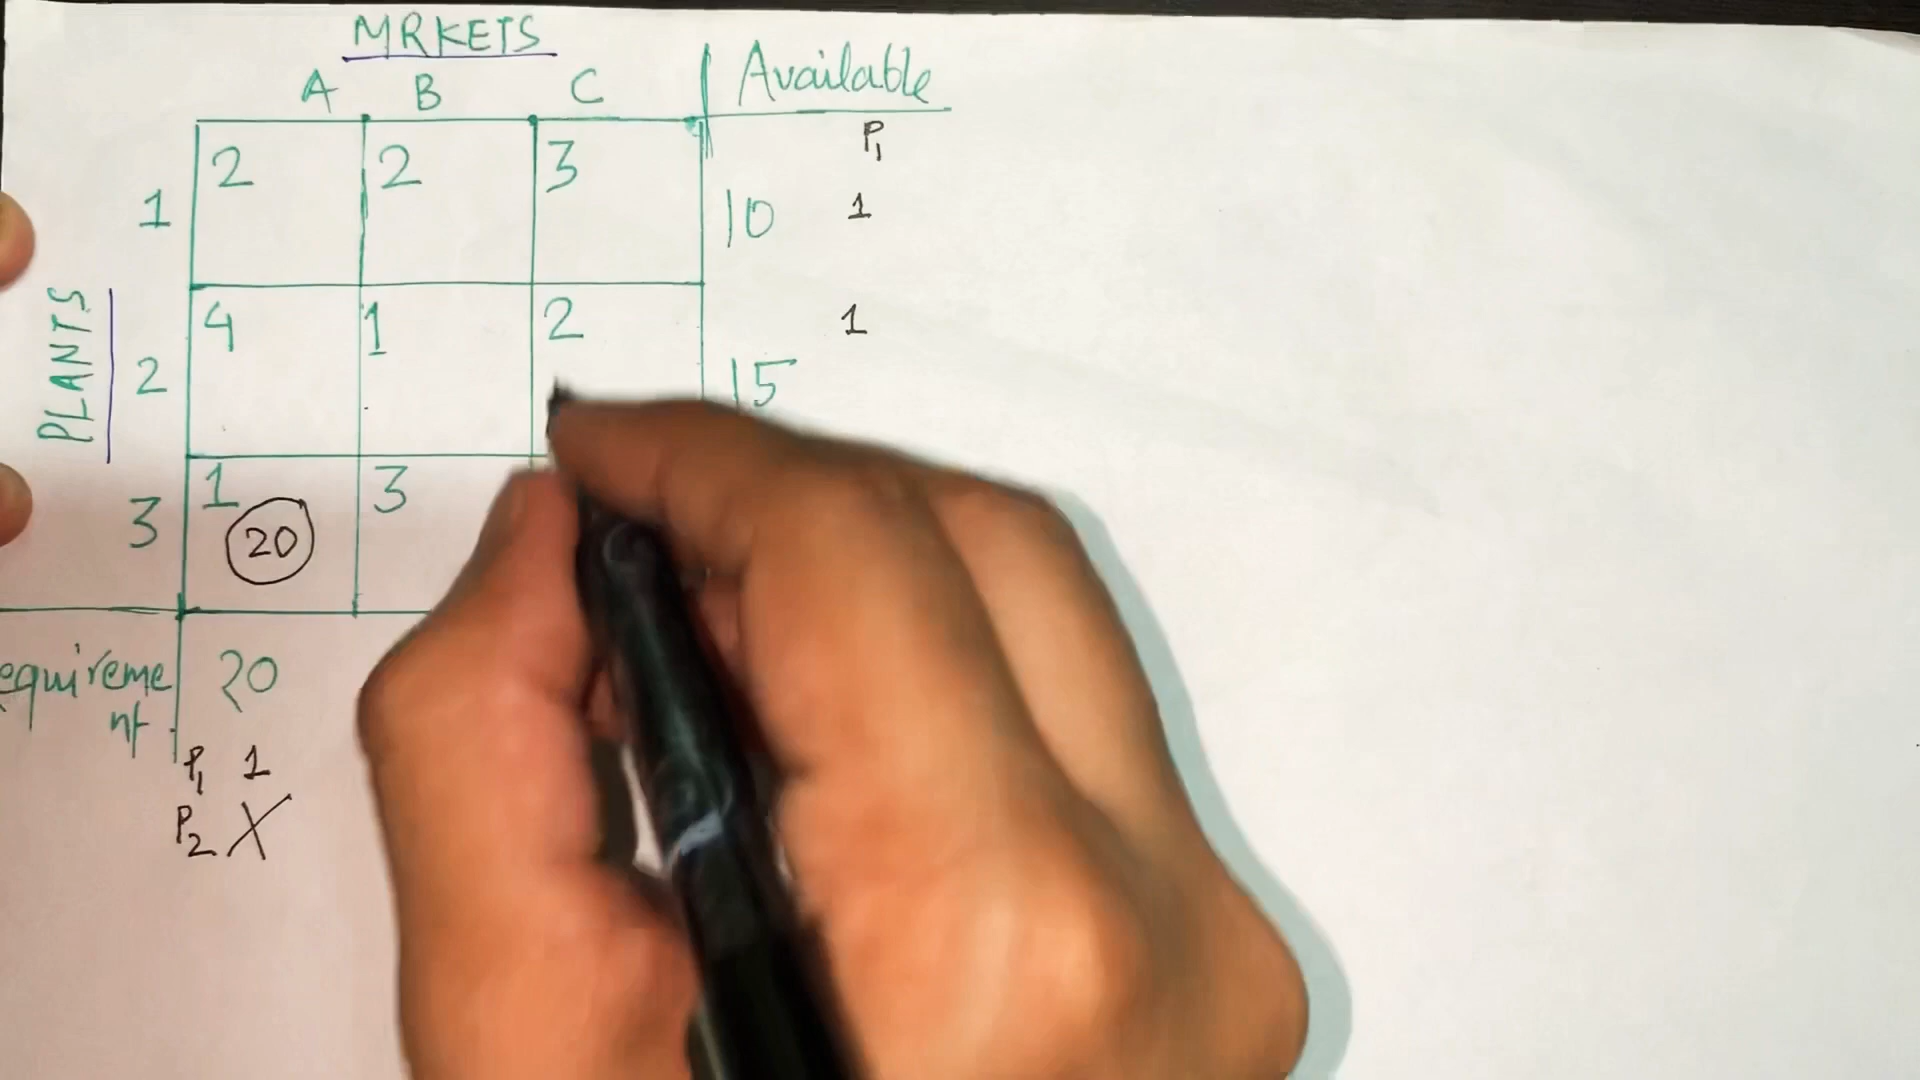 MRKETS
A B C Available
P1
2 2 3
1 10 1
PLANTS
4 1 2 1
2 15
1 3
3 20
equireme 20
nt
P1 1
P2 X